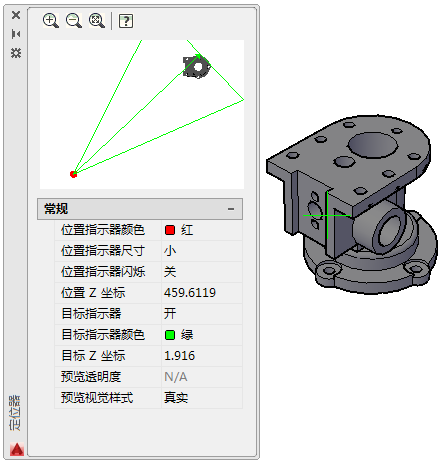 常规
位置指示器颜色 红
位置指示器尺寸 小
位置指示器闪烁 关
位置 Z 坐标 459.6119
目标指示器 开
目标指示器颜色 绿
目标 Z 坐标 1.916
预览透明度 N/A
预览视觉样式 真实
定位器